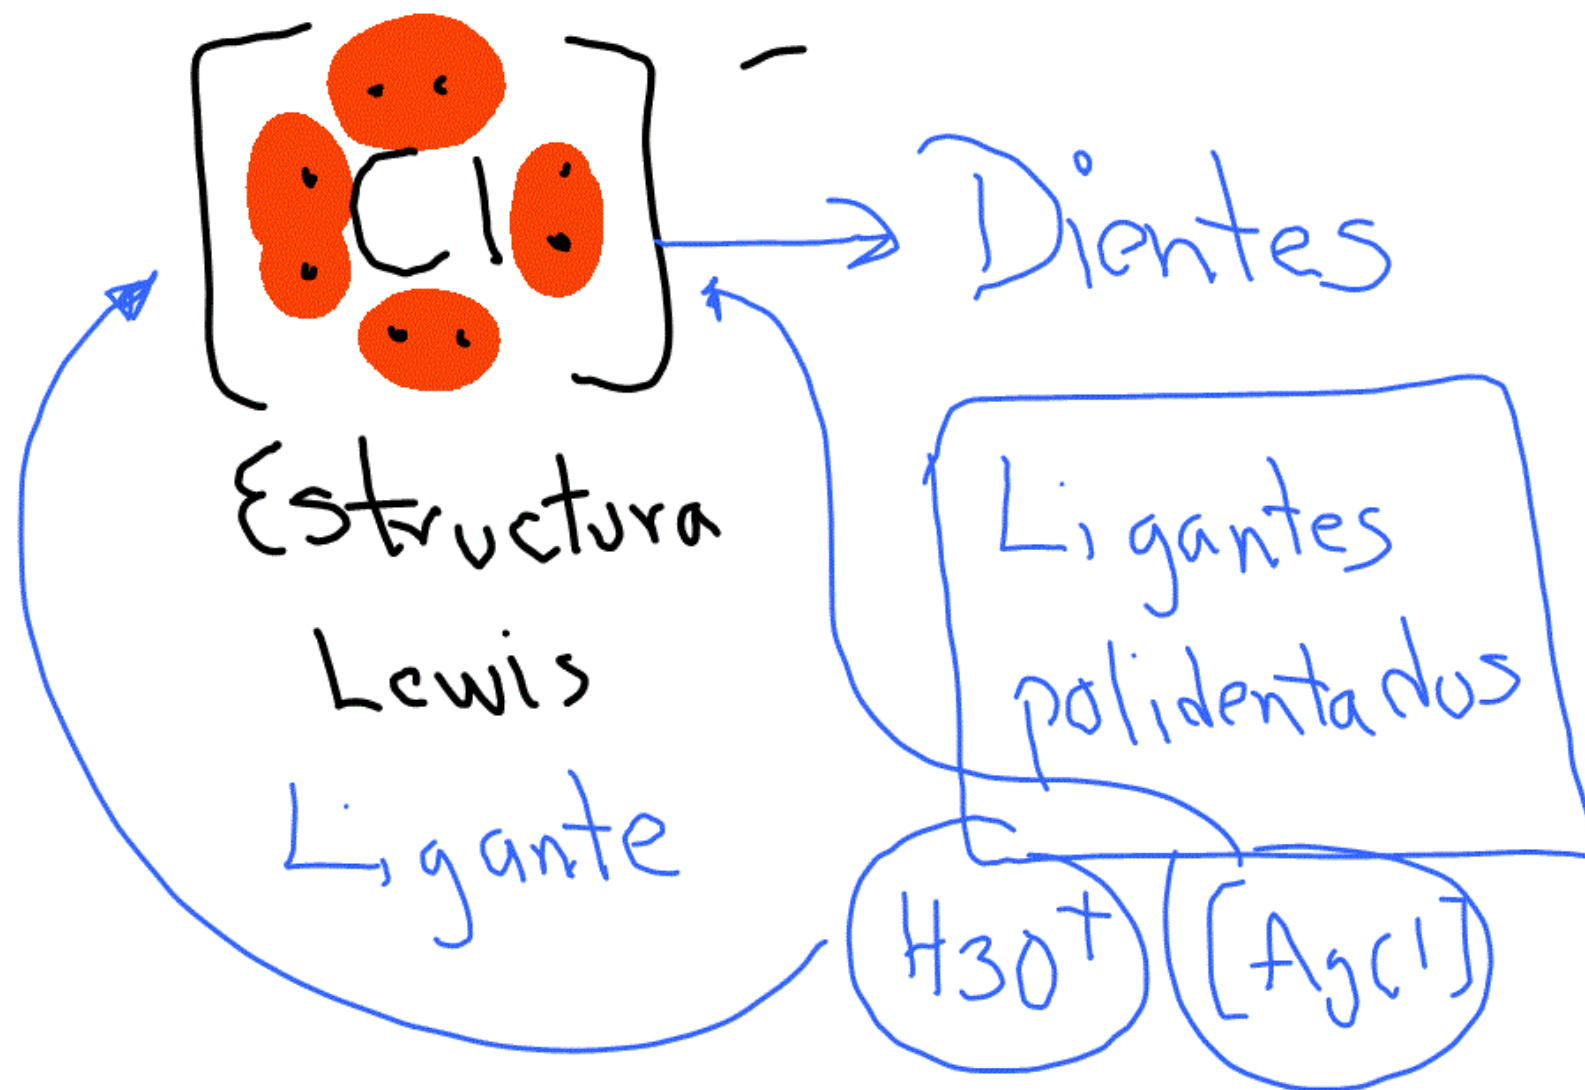 [Cl] -
Dientes
Estructura
Lewis
Ligante
Ligantes
polidentados
H3O+
[AgCl]